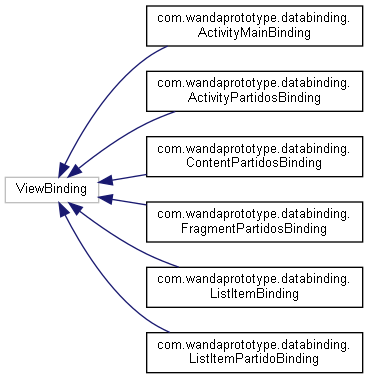 com.wandaprototype.databinding.
ActivityMainBinding
com.wandaprototype.databinding.
ActivityPartidosBinding
com.wandaprototype.databinding.
ContentPartidosBinding
ViewBinding
com.wandaprototype.databinding.
FragmentPartidosBinding
com.wandaprototype.databinding.
ListItemBinding
com.wandaprototype.databinding.
ListItemPartidoBinding